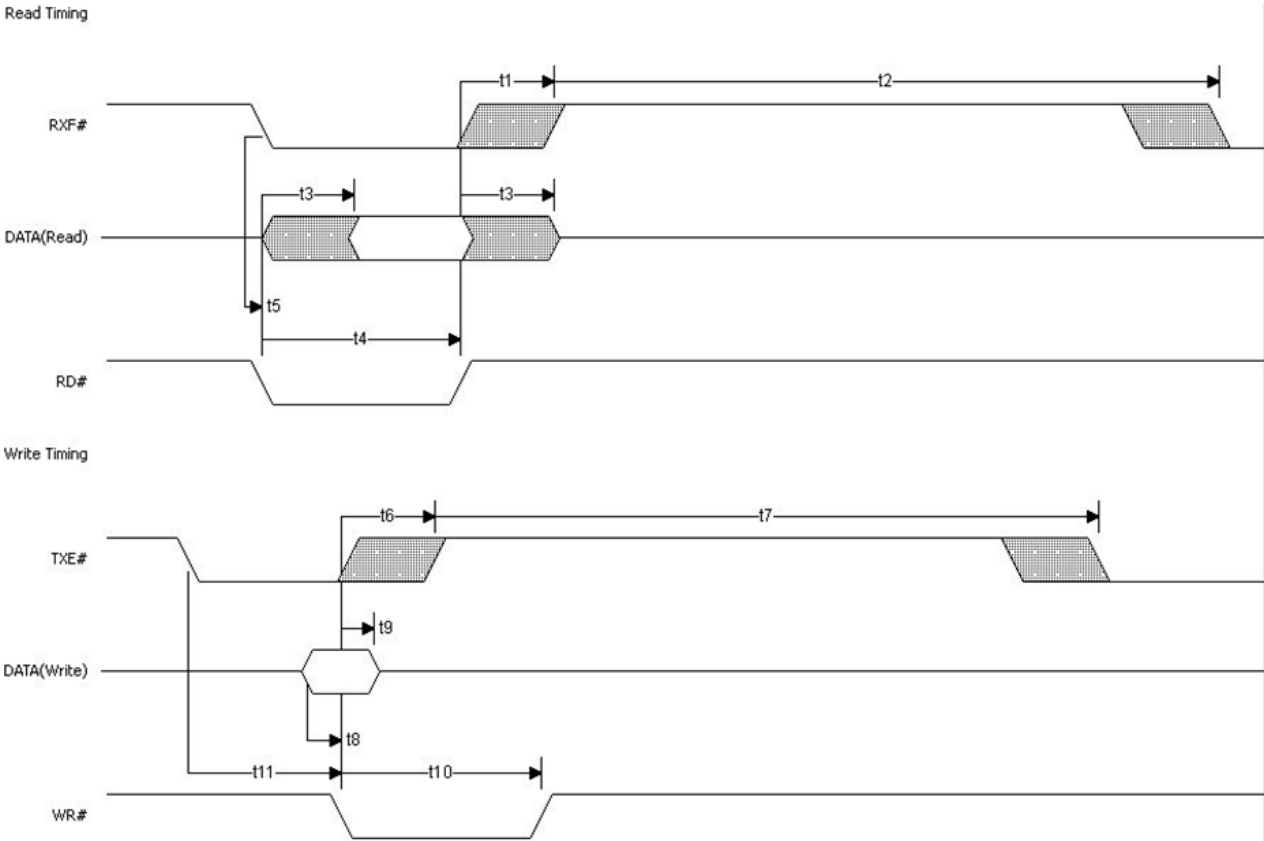 Read Timing
t1
t2
RXF#
t3
t3
DATA(Read)
t5
t4
RD#
Write Timing
t6
t7
TXE#
t9
DATA(Write)
t8
t11
t10
WR#